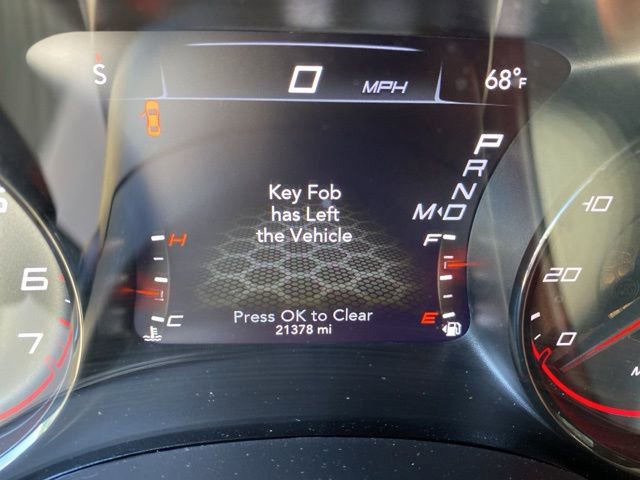 S
0 MPH
68°F
P
R
N
M◂D
Key Fob
has Left
the Vehicle
H
F
C
E
Press OK to Clear
21378 mi
6
7
10
20
0
M